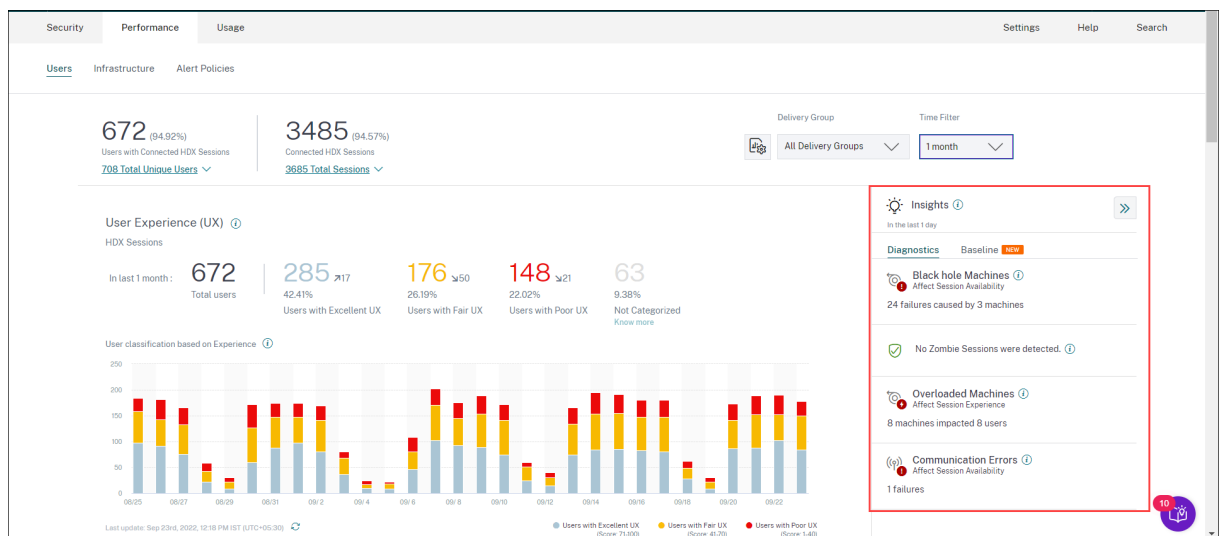 Security Performance Usage Settings Help Search
Users Infrastructure Alert Policies
672 (94.92%)
Users with Connected HDX Sessions
708 Total Unique Users
3485 (94.57%)
Connected HDX Sessions
3685 Total Sessions
Delivery Group
All Delivery Groups
Time Filter
1 month
User Experience (UX)
HDX Sessions
In last 1 month :
672
Total users
285 17
42.41%
Users with Excellent UX
176 50
26.19%
Users with Fair UX
148 21
22.02%
Users with Poor UX
63
9.38%
Not Categorized
Know more
User classification based on Experience
250
200
150
100
50
0
08/25 08/27 08/29 08/31 09/2 09/4 09/6 09/8 09/10 09/12 09/14 09/16 09/18 09/20 09/22
Last update: Sep 23rd, 2022, 12:18 PM IST (UTC+05:30)
Users with Excellent UX
(Score: 71-100)
Users with Fair UX
(Score: 41-70)
Users with Poor UX
(Score: 1-40)
Insights
In the last 1 day
Diagnostics Baseline NEW
Black hole Machines
Affect Session Availability
24 failures caused by 3 machines
No Zombie Sessions were detected.
Overloaded Machines
Affect Session Experience
8 machines impacted 8 users
Communication Errors
Affect Session Availability
1 failures
10